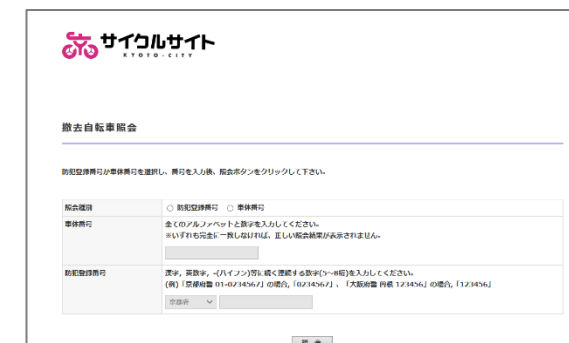 サイクルサイト
KYOTO-CITY
撤去自転車照会
防犯登録番号か車体番号を選択し、番号を入力後、照会ボタンをクリックして下さい。
照会種別
防犯登録番号 車体番号
車体番号
全てのアルファベットと数字を入力してください。
※いずれも完全に一致しなければ、正しい照会結果が表示されません。
防犯登録番号
漢字, 英数字, -(ハイフン)等に続く連続する数字(5~8桁)を入力してください。
(例)「京都府警 01-0234567」の場合,「0234567」、「大阪府警 四條 123456」の場合,「123456」
京都府
照 会